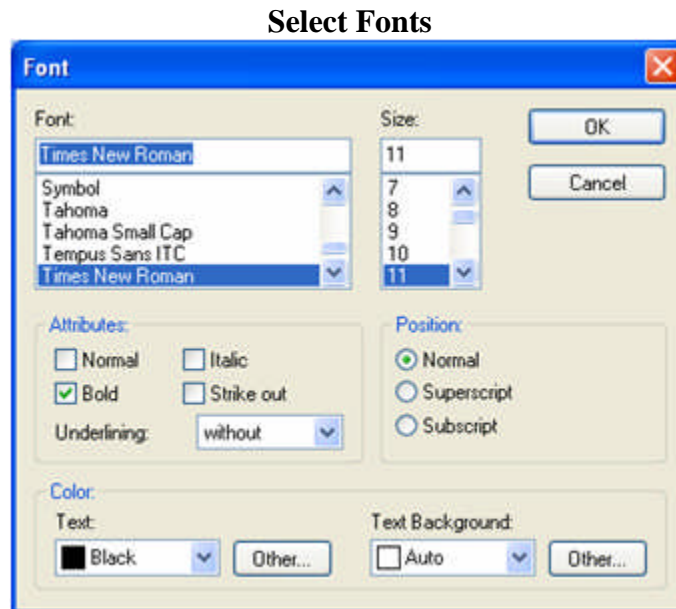 Select Fonts
Font
Font: Size:
Times New Roman 11 OK
Symbol 7 Cancel
Tahoma 8
Tahoma Small Cap 9
Tempus Sans ITC 10
Times New Roman 11
Attributes: Position:
Normal Italic Normal
Bold Strike out Superscript
Underlining: without Subscript
Color:
Text: Text Background:
Black Other... Auto Other...